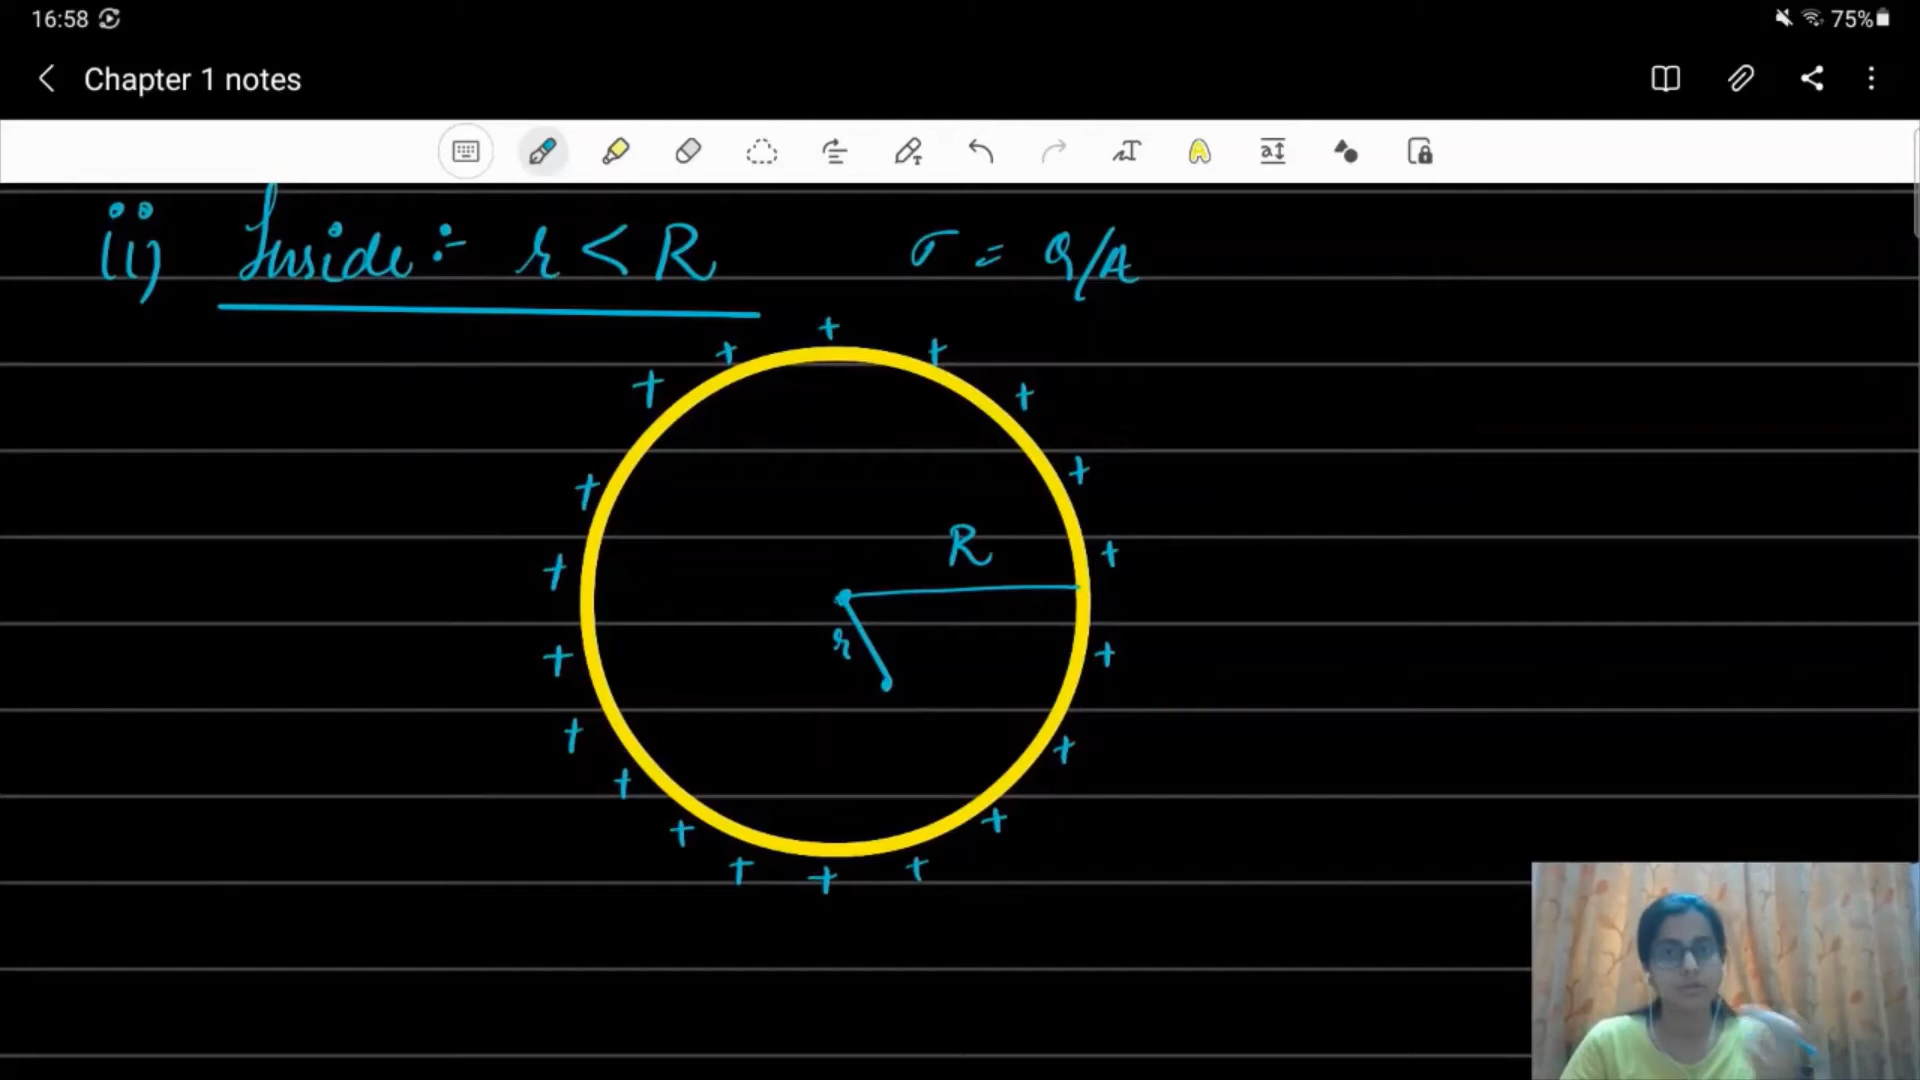 16:58 75%
Chapter 1 notes
(ii) Inside :- r < R σ = Q/A
+ + +
+ +
+ +
R
+ +
r
+ +
+ +
+ +
+ + + +